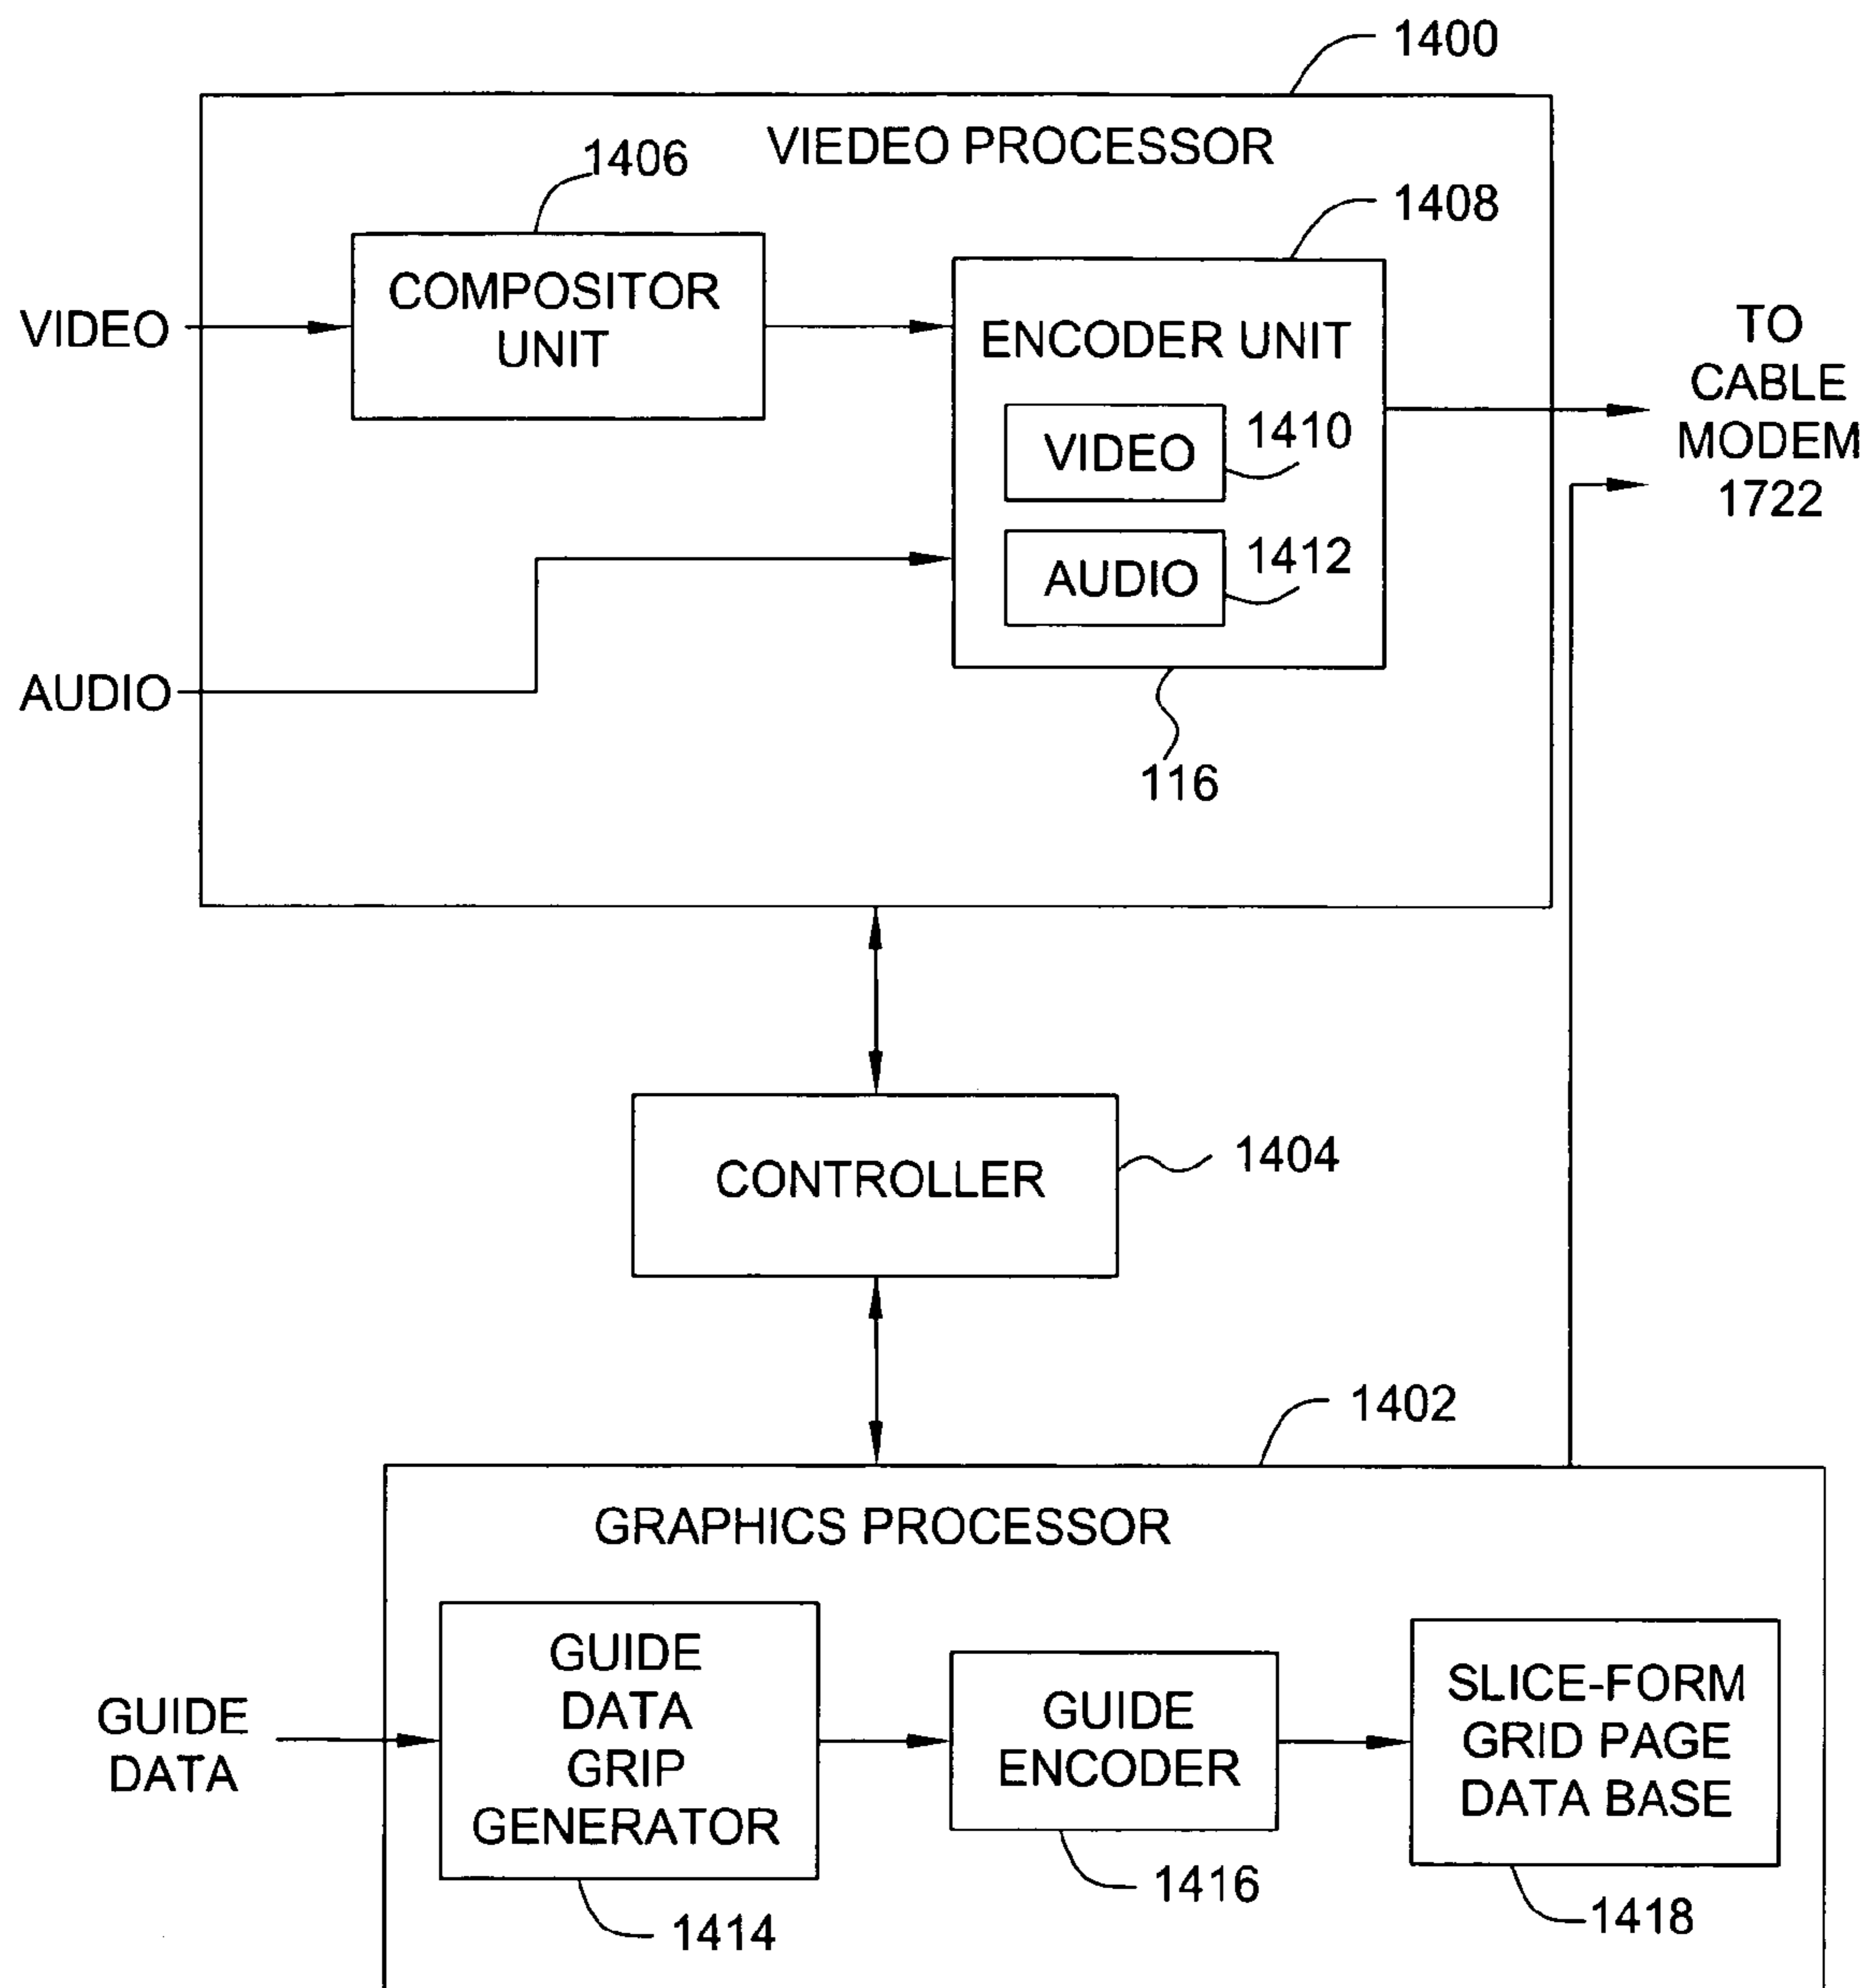 1400
VIEDEO PROCESSOR
1406
1408
COMPOSITOR
UNIT
VIDEO
ENCODER UNIT
TO
CABLE
MODEM
1722
VIDEO
1410
AUDIO
1412
AUDIO
116
CONTROLLER
1404
1402
GRAPHICS PROCESSOR
GUIDE
DATA
GUIDE
DATA
GRIP
GENERATOR
GUIDE
ENCODER
SLICE-FORM
GRID PAGE
DATA BASE
1414
1416
1418